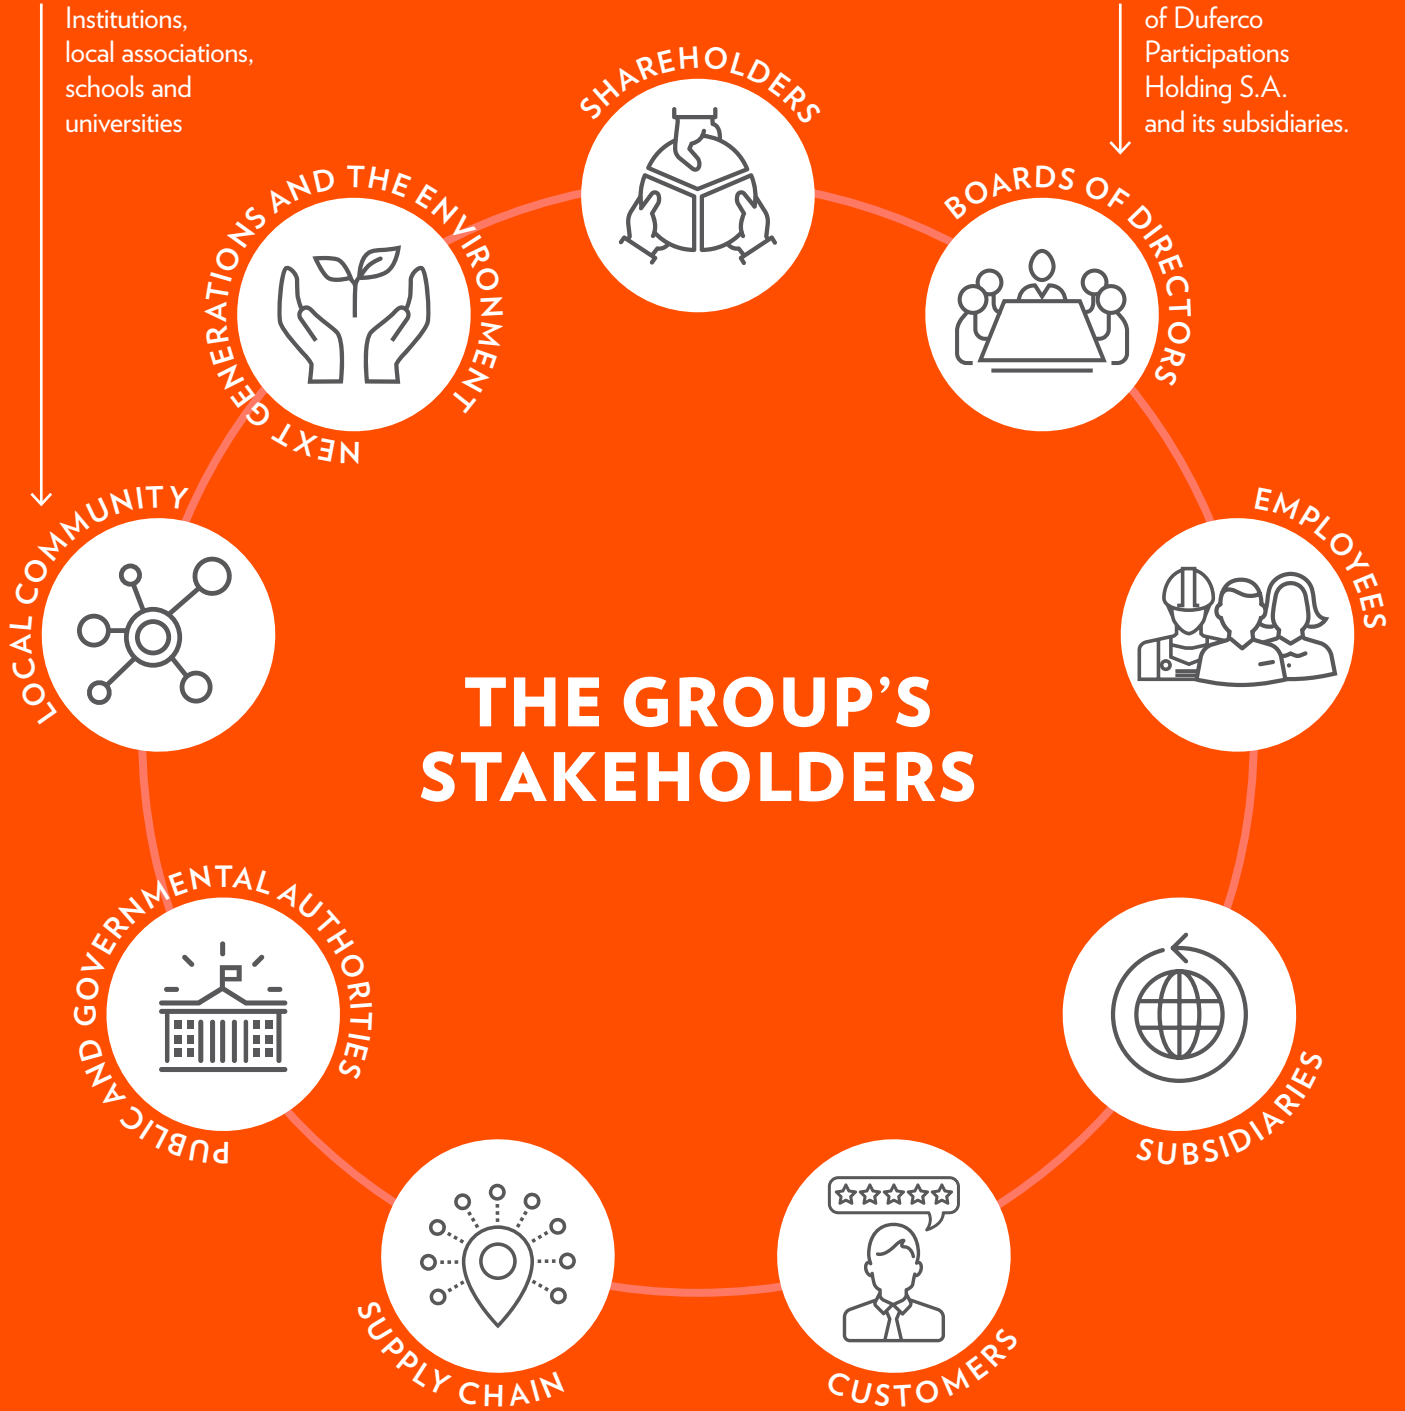 Institutions,
local associations,
schools and
universities
of Duferco
Participations
Holding S.A.
and its subsidiaries.
SHAREHOLDERS
BOARDS OF DIRECTORS
EMPLOYEES
SUBSIDIARIES
CUSTOMERS
SUPPLY CHAIN
PUBLIC AND GOVERNMENTAL AUTHORITIES
LOCAL COMMUNITY
NEXT GENERATIONS AND THE ENVIRONMENT
THE GROUP’S
STAKEHOLDERS